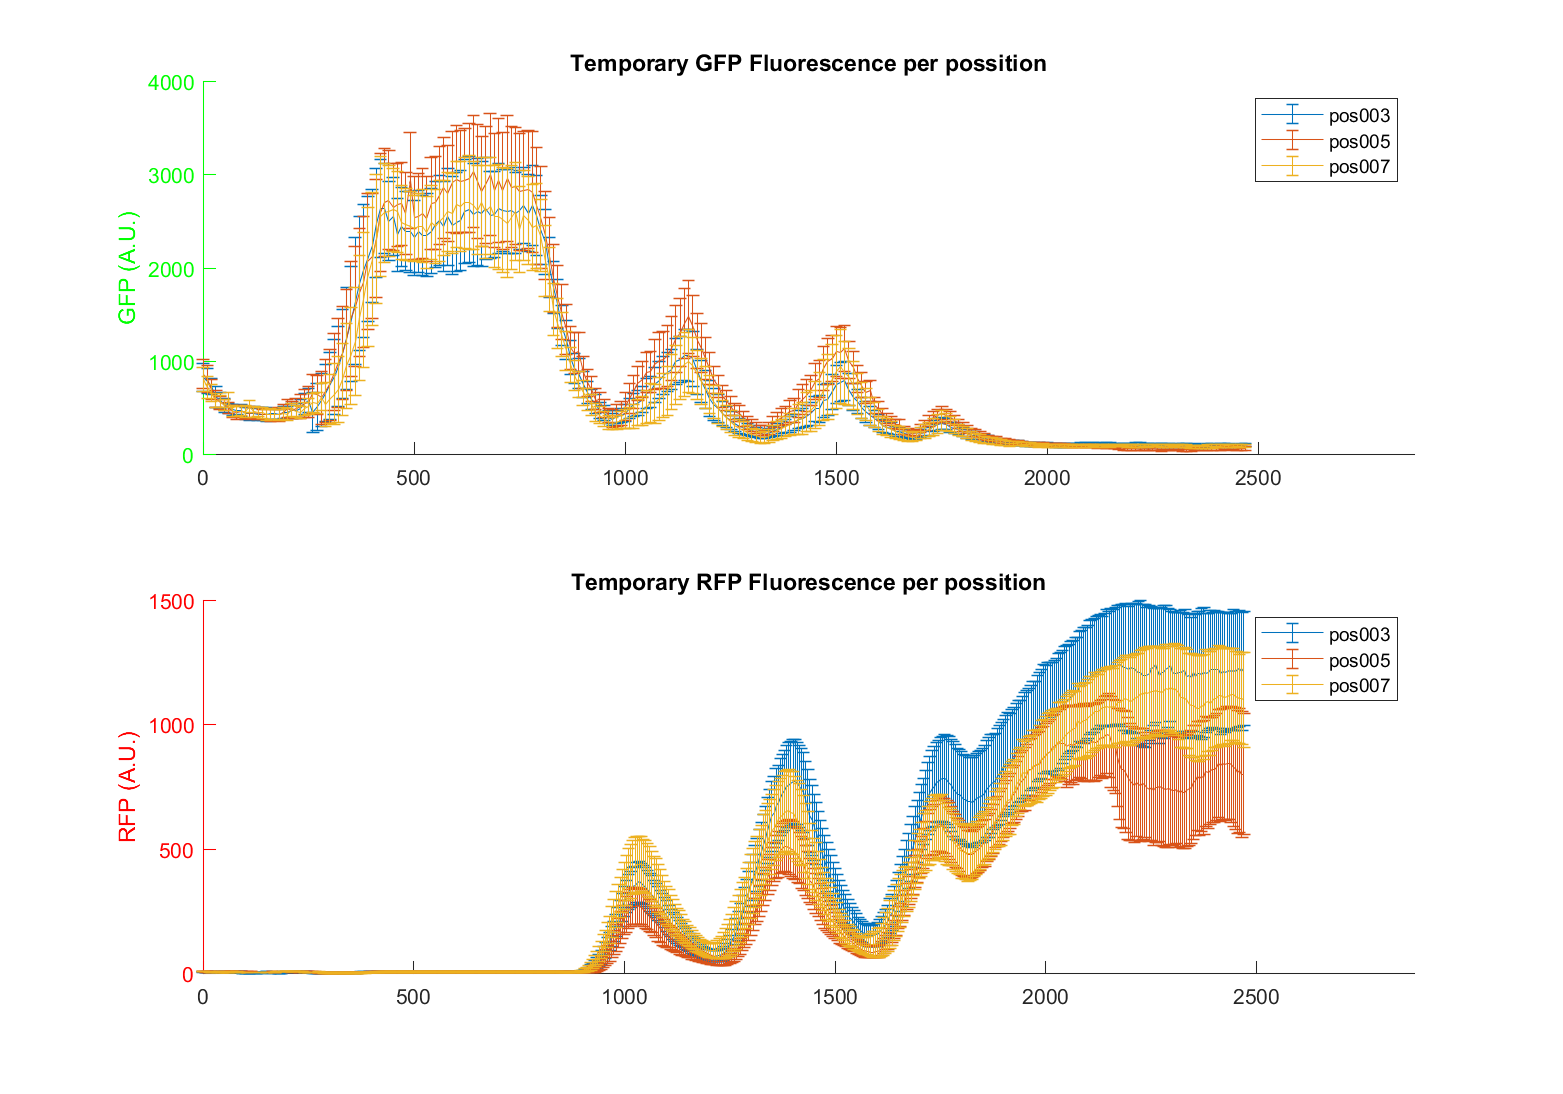 Temporary GFP Fluorescence per possition
4000
3000
2000
1000
0
GFP (A.U.)
0 500 1000 1500 2000 2500
pos003
pos005
pos007
Temporary RFP Fluorescence per possition
1500
1000
500
0
RFP (A.U.)
0 500 1000 1500 2000 2500
pos003
pos005
pos007